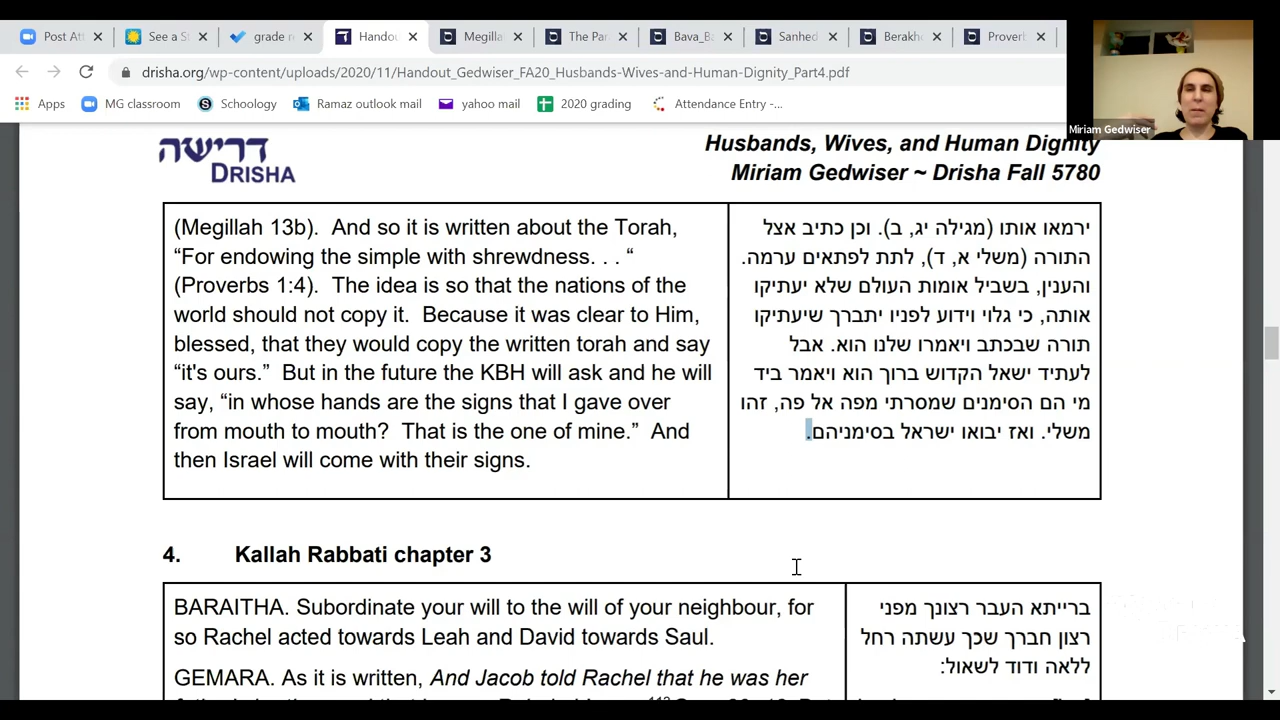 Post Att
See a St
grade re
Handou
Megilla
The Par
Bava_B
Sanhed
Berakh
Proverb
drisha.org/wp-content/uploads/2020/11/Handout_Gedwiser_FA20_Husbands-Wives-and-Human-Dignity_Part4.pdf
Apps
MG classroom
Schoology
Ramaz outlook mail
yahoo mail
2020 grading
Attendance Entry -...
Miriam Gedwiser
דרישה
DRISHA
Husbands, Wives, and Human Dignity
Miriam Gedwiser ~ Drisha Fall 5780
(Megillah 13b). And so it is written about the Torah,
“For endowing the simple with shrewdness. . . “
(Proverbs 1:4). The idea is so that the nations of the
world should not copy it. Because it was clear to Him,
blessed, that they would copy the written torah and say
“it's ours.” But in the future the KBH will ask and he will
say, “in whose hands are the signs that I gave over
from mouth to mouth? That is the one of mine.” And
then Israel will come with their signs.
ירמאו אותו (מגילה יג, ב). וכן כתיב אצל
התורה (משלי א, ד), לתת לפתאים ערמה.
והענין, בשביל אומות העולם שלא יעתיקו
אותה, כי גלוי וידוע לפניו יתברך שיעתיקו
תורה שבכתב ויאמרו שלנו הוא. אבל
לעתיד ישאל הקדוש ברוך הוא ויאמר ביד
מי הם הסימנים שמסרתי מפה אל פה, זהו
משלי. ואז יבואו ישראל בסימניהם.
4. Kallah Rabbati chapter 3
BARAITHA. Subordinate your will to the will of your neighbour, for
so Rachel acted towards Leah and David towards Saul.
GEMARA. As it is written, And Jacob told Rachel that he was her
ברייתא העבר רצונך מפני
רצון חברך שכך עשתה רחל
ללאה ודוד לשאול: